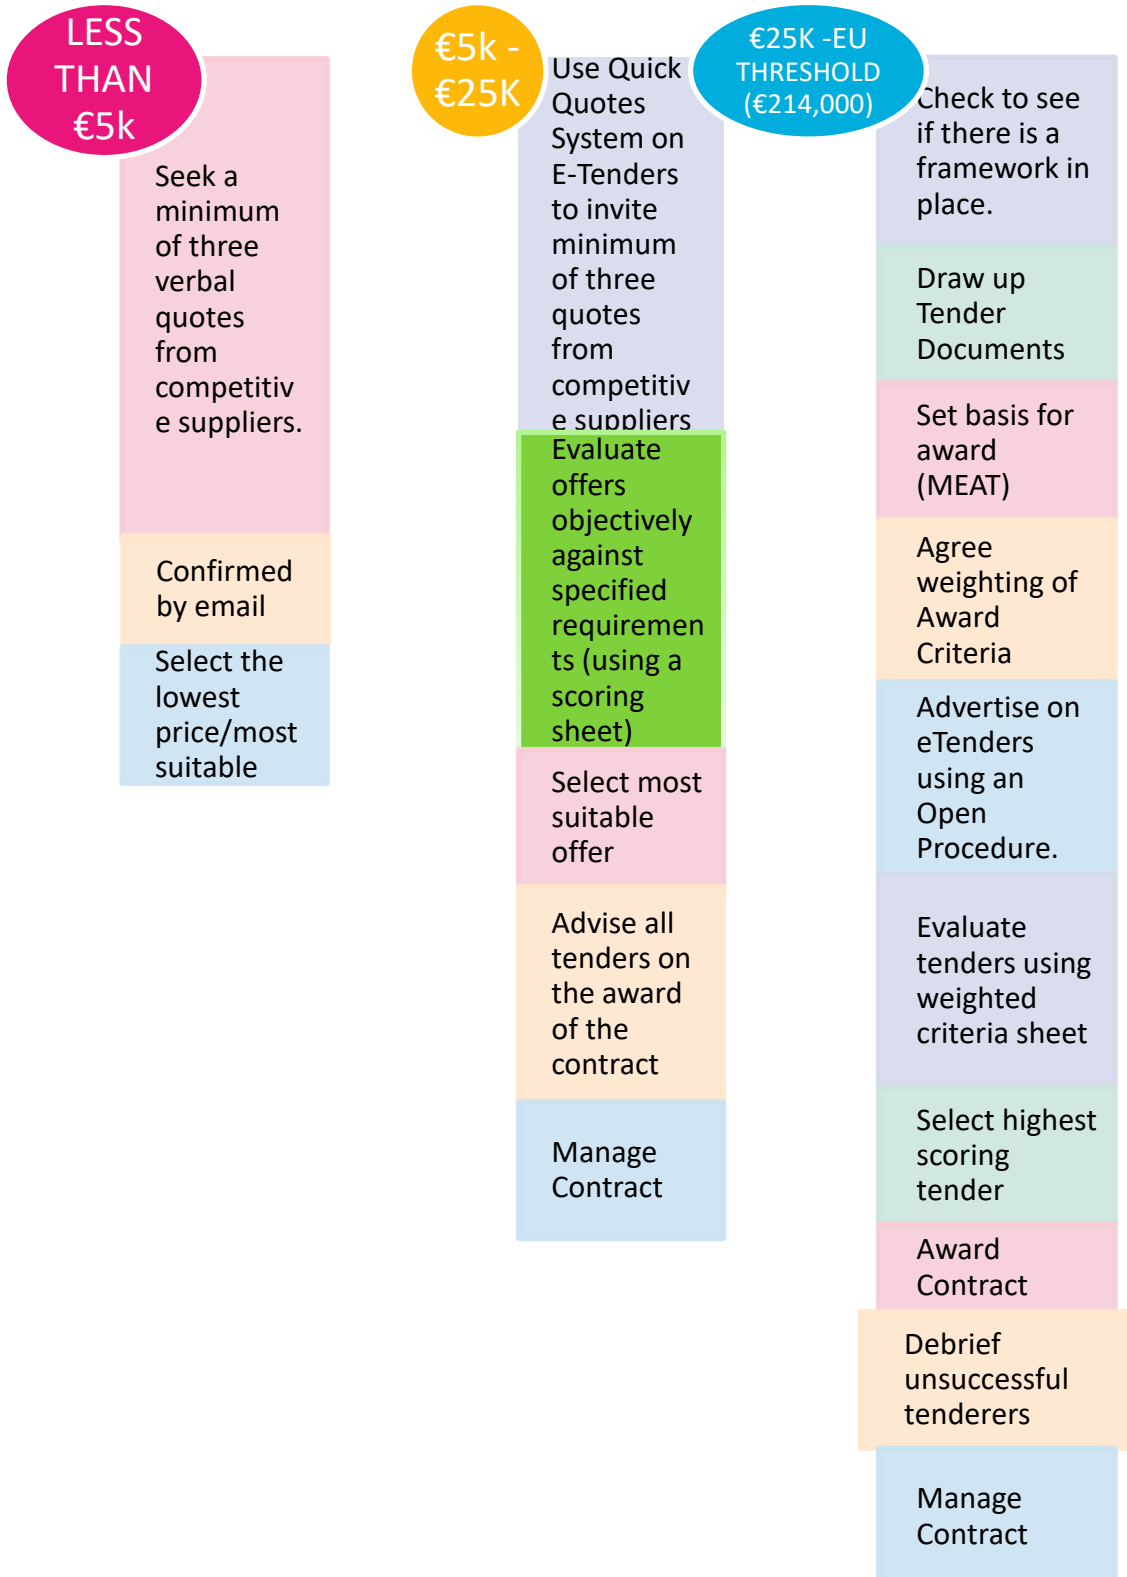 LESS
THAN
€5k
Seek a
minimum
of three
verbal
quotes
from
competitiv
e suppliers.
Confirmed
by email
Select the
lowest
price/most
suitable
€5k -
€25K
Use Quick
Quotes
System on
E-Tenders
to invite
minimum
of three
quotes
from
competitiv
e suppliers
Evaluate
offers
objectively
against
specified
requiremen
ts (using a
scoring
sheet)
Select most
suitable
offer
Advise all
tenders on
the award
of the
contract
Manage
Contract
€25K -EU
THRESHOLD
(€214,000)
Check to see
if there is a
framework in
place.
Draw up
Tender
Documents
Set basis for
award
(MEAT)
Agree
weighting of
Award
Criteria
Advertise on
eTenders
using an
Open
Procedure.
Evaluate
tenders using
weighted
criteria sheet
Select highest
scoring
tender
Award
Contract
Debrief
unsuccessful
tenderers
Manage
Contract